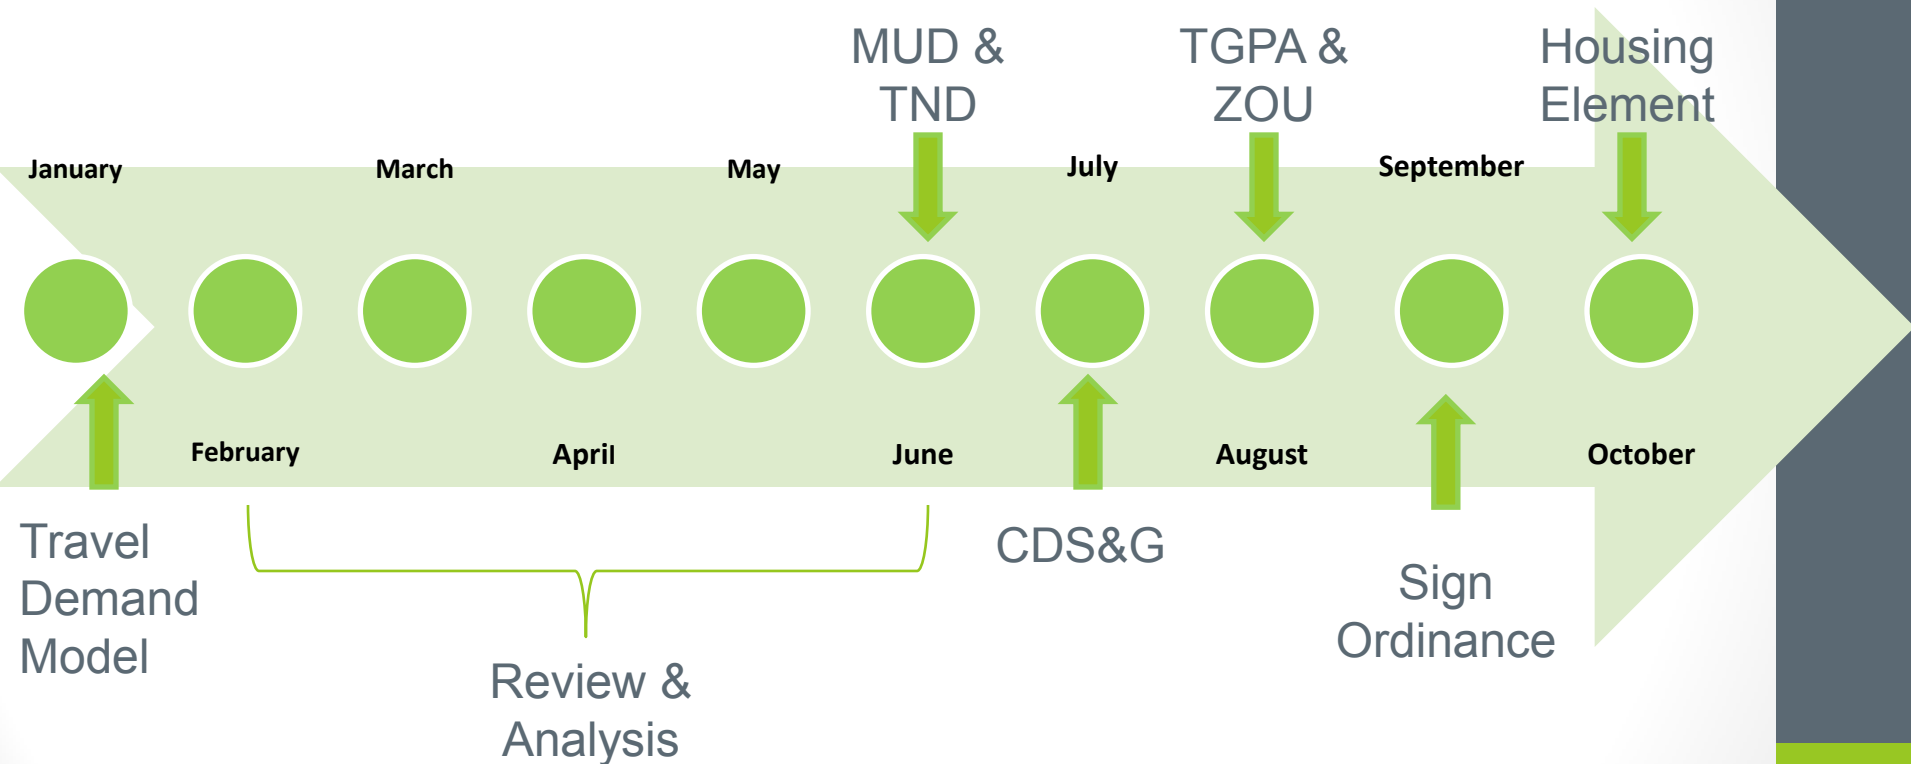 MUD &
TND
TGPA &
ZOU
Housing
Element
January
March
May
July
September
February
April
June
August
October
Travel
Demand
Model
CDS&G
Sign
Ordinance
Review &
Analysis